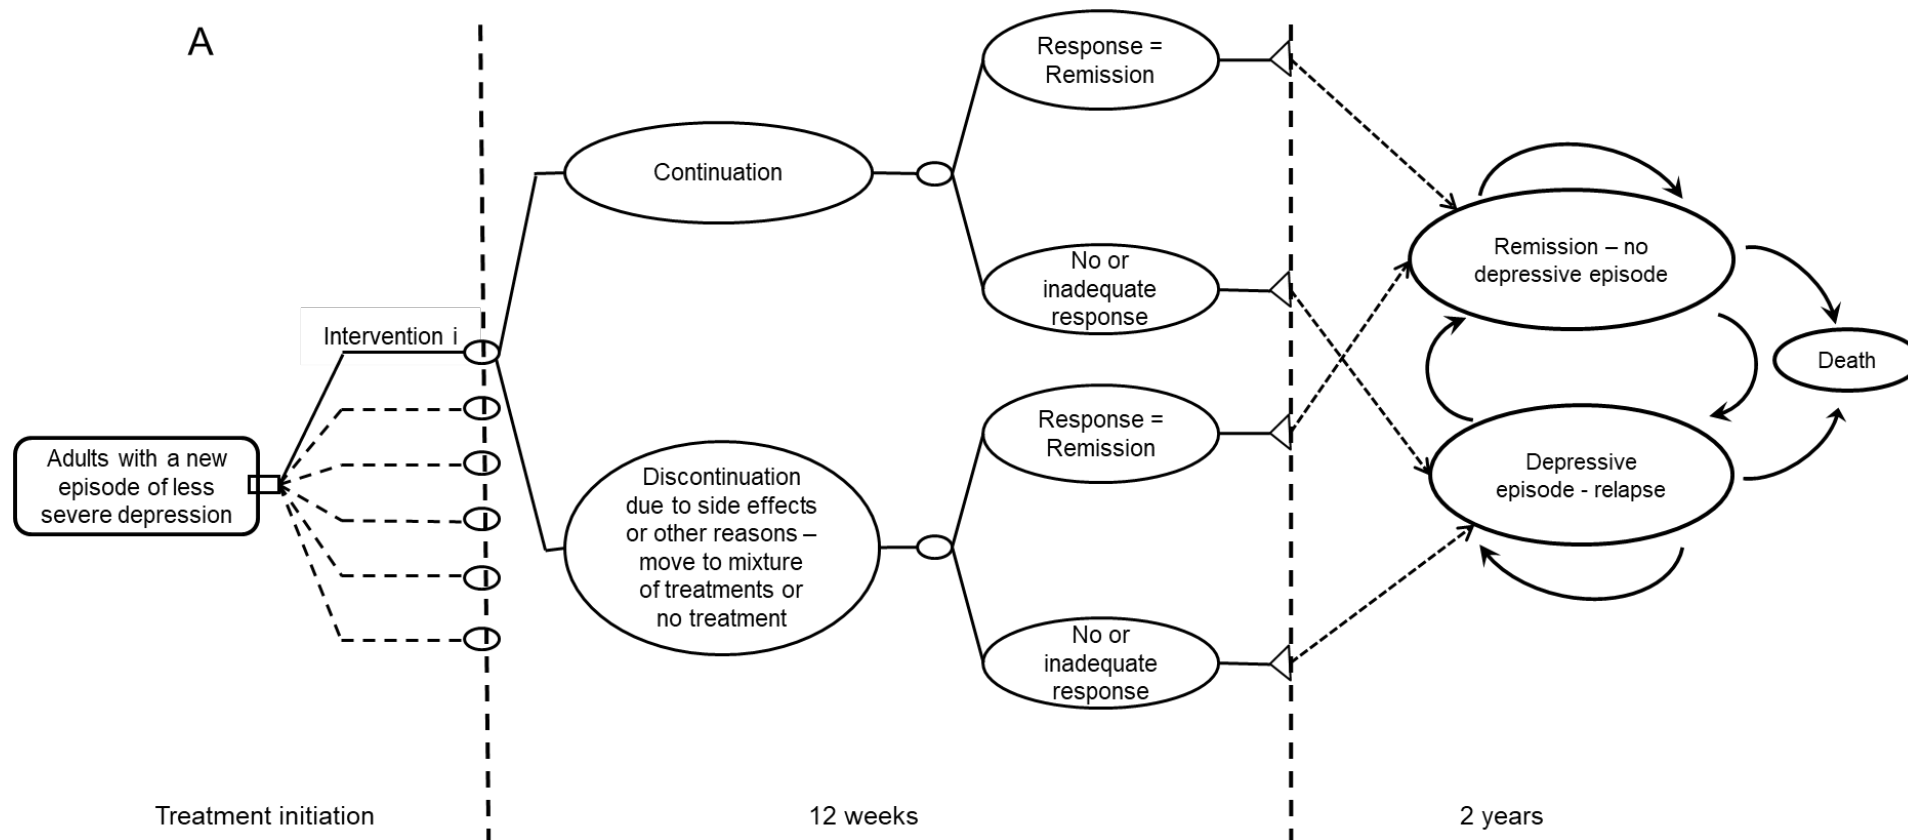 A
Adults with a new
episode of less
severe depression
Intervention i
Continuation
Discontinuation
due to side effects
or other reasons –
move to mixture
of treatments or
no treatment
Response =
Remission
No or
inadequate
response
Response =
Remission
No or
inadequate
response
Remission – no
depressive episode
Depressive
episode - relapse
Death
Treatment initiation
12 weeks
2 years